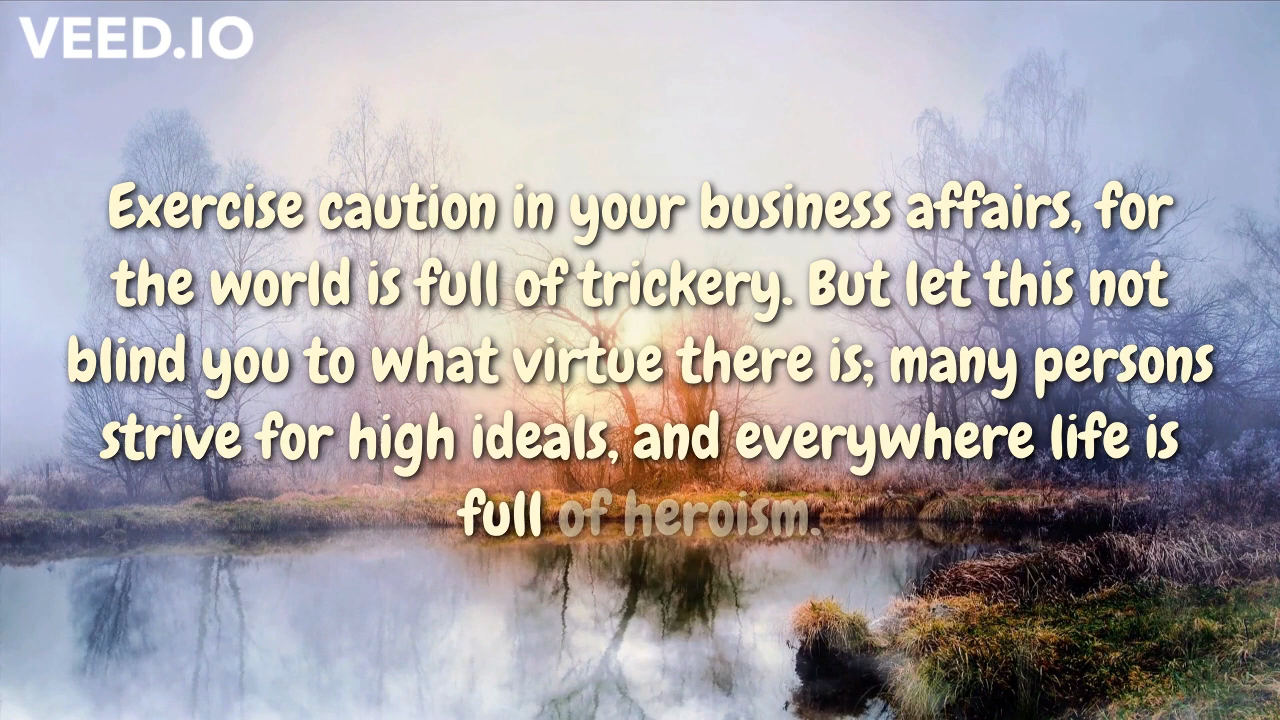 VEED.IO
Exercise caution in your business affairs, for
the world is full of trickery. But let this not
blind you to what virtue there is; many persons
strive for high ideals, and everywhere life is
full of heroism.